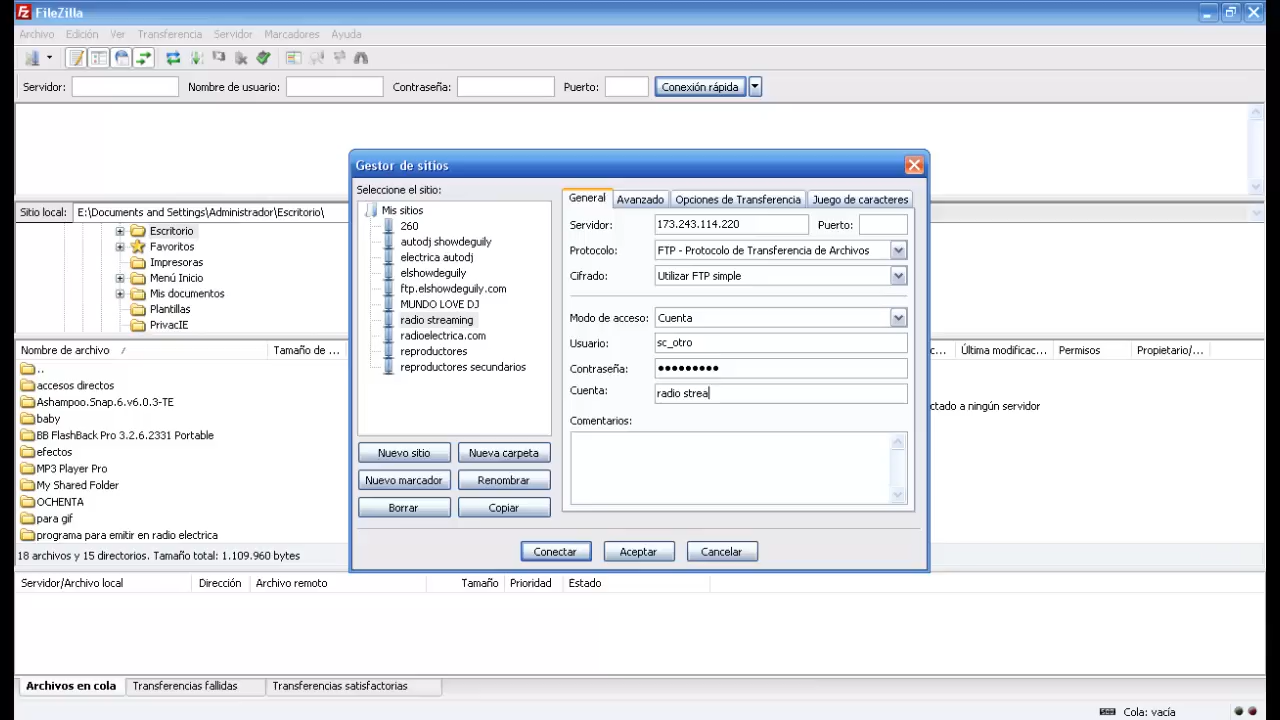 FileZilla
Archivo Edición Ver Transferencia Servidor Marcadores Ayuda
Servidor: Nombre de usuario: Contraseña: Puerto: Conexión rápida
Gestor de sitios
Seleccione el sitio:
Mis sitios
260
autodj showdeguily
electrica autodj
elshowdeguily
ftp.elshowdeguily.com
MUNDO LOVE DJ
radio streaming
radioelectrica.com
reproductores
reproductores secundarios
Nuevo sitio Nueva carpeta
Nuevo marcador Renombrar
Borrar Copiar
General Avanzado Opciones de Transferencia Juego de caracteres
Servidor: 173.243.114.220 Puerto:
Protocolo: FTP - Protocolo de Transferencia de Archivos
Cifrado: Utilizar FTP simple
Modo de acceso: Cuenta
Usuario: sc_otro
Contraseña: ●●●●●●●●●
Cuenta: radio strea
Comentarios:
Conectar Aceptar Cancelar
Sitio local: E:\Documents and Settings\Administrador\Escritorio\
Escritorio
Favoritos
Impresoras
Menú Inicio
Mis documentos
Plantillas
PrivacIE
Nombre de archivo / Tamaño de ...
..
accesos directos
Ashampoo.Snap.6.v6.0.3-TE
baby
BB FlashBack Pro 3.2.6.2331 Portable
efectos
MP3 Player Pro
My Shared Folder
OCHENTA
para gif
programa para emitir en radio electrica
18 archivos y 15 directorios. Tamaño total: 1.109.960 bytes
c... Última modificac... Permisos Propietario/...
ctado a ningún servidor
Servidor/Archivo local Dirección Archivo remoto Tamaño Prioridad Estado
Archivos en cola Transferencias fallidas Transferencias satisfactorias
Cola: vacía